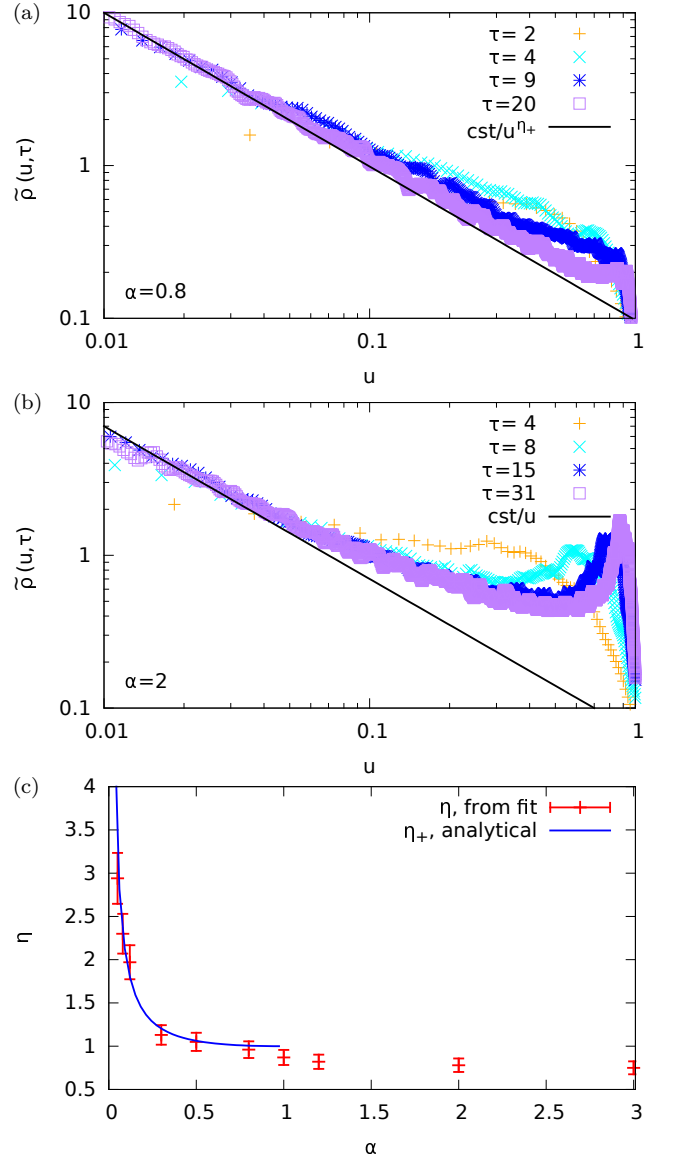 (a)
10
1
0.1
ρ̃ (u,τ)
τ= 2
τ= 4
τ= 9
τ=20
cst/u^η₊
α=0.8
0.01 0.1 1
u
(b)
10
1
0.1
ρ̃ (u,τ)
τ= 4
τ= 8
τ=15
τ=31
cst/u
α=2
0.01 0.1 1
u
(c)
4
3.5
3
2.5
2
1.5
1
0.5
η
η, from fit
η₊, analytical
0 0.5 1 1.5 2 2.5 3
α